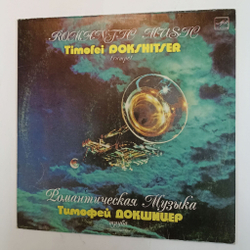 ROMANTIC MUSIC
Timofei DOKSHITSER
trumpet
Романтическая Музыка
Тимофей ДОКШИЦЕР
труба